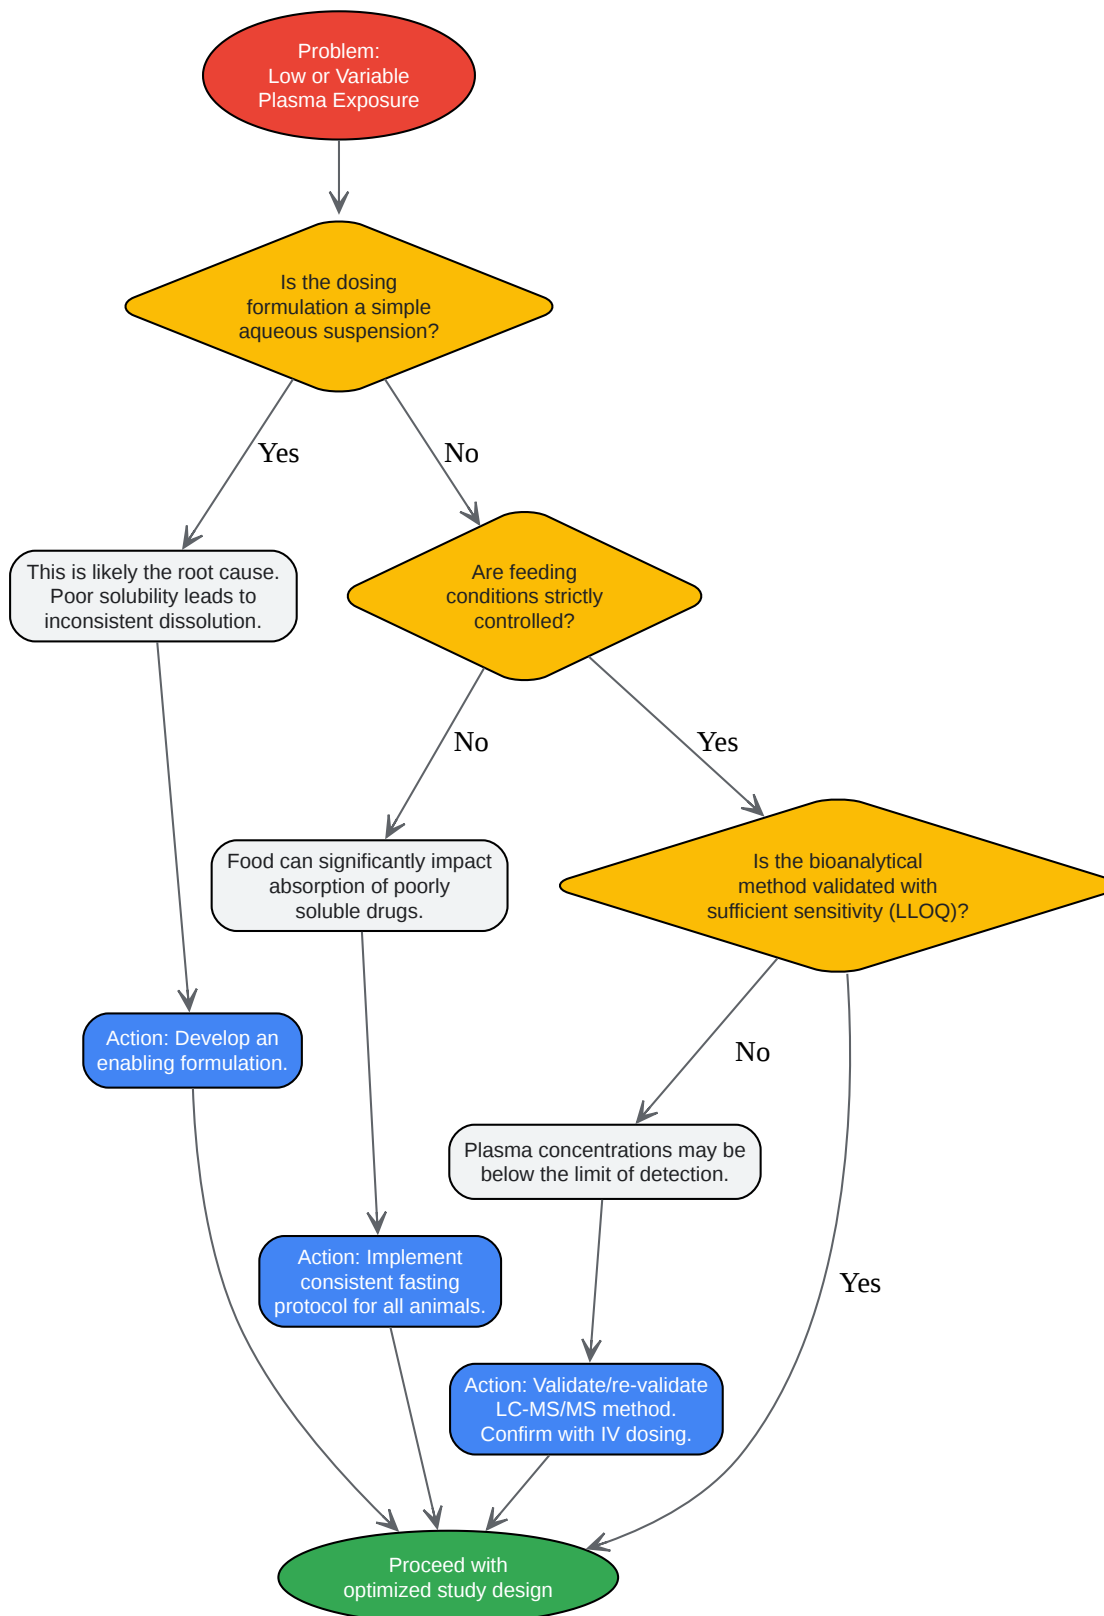 Problem:
Low or Variable
Plasma Exposure
Is the dosing
formulation a simple
aqueous suspension?
Yes
No
This is likely the root cause.
Poor solubility leads to
inconsistent dissolution.
Are feeding
conditions strictly
controlled?
No
Yes
Food can significantly impact
absorption of poorly
soluble drugs.
Is the bioanalytical
method validated with
sufficient sensitivity (LLOQ)?
Action: Develop an
enabling formulation.
No
Plasma concentrations may be
below the limit of detection.
Action: Implement
consistent fasting
protocol for all animals.
Yes
Action: Validate/re-validate
LC-MS/MS method.
Confirm with IV dosing.
Proceed with
optimized study design